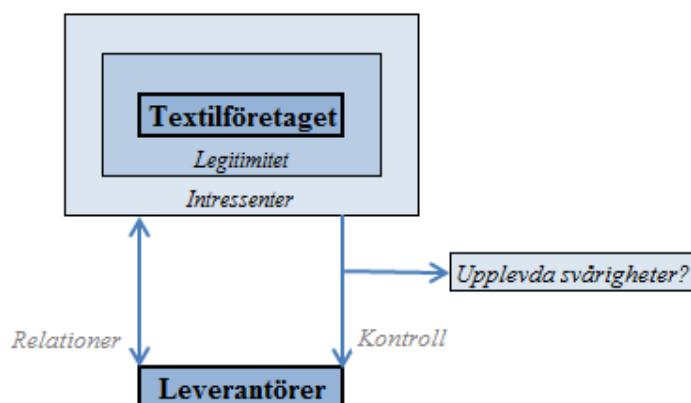 Textilföretaget
Legitimitet
Intressenter
Upplevda svårigheter?
Relationer
Kontroll
Leverantörer